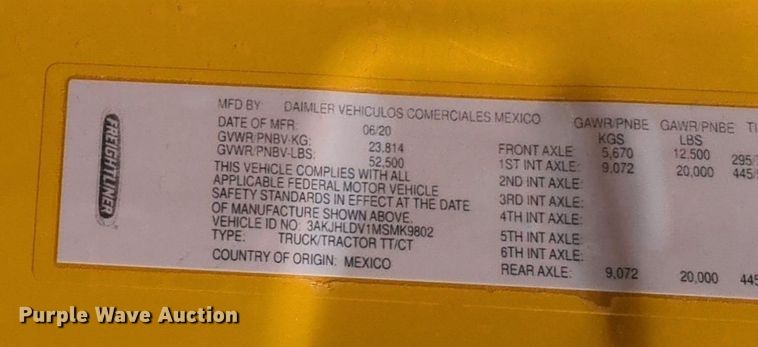 FREIGHTLINER
MFD BY: DAIMLER VEHICULOS COMERCIALES MEXICO
DATE OF MFR: 06/20
GVWR/PNBV-KG: 23,814
GVWR/PNBV-LBS: 52,500
THIS VEHICLE COMPLIES WITH ALL
APPLICABLE FEDERAL MOTOR VEHICLE
SAFETY STANDARDS IN EFFECT AT THE DATE
OF MANUFACTURE SHOWN ABOVE.
VEHICLE ID NO: 3AKJHLDV1MSMK9802
TYPE: TRUCK/TRACTOR TT/CT
COUNTRY OF ORIGIN: MEXICO
GAWR/PNBE GAWR/PNBE TI
KGS LBS
FRONT AXLE: 5,670 12,500 295/
1ST INT AXLE: 9,072 20,000 445/
2ND INT AXLE:
3RD INT AXLE:
4TH INT AXLE:
5TH INT AXLE:
6TH INT AXLE:
REAR AXLE: 9,072 20,000 445
Purple Wave Auction